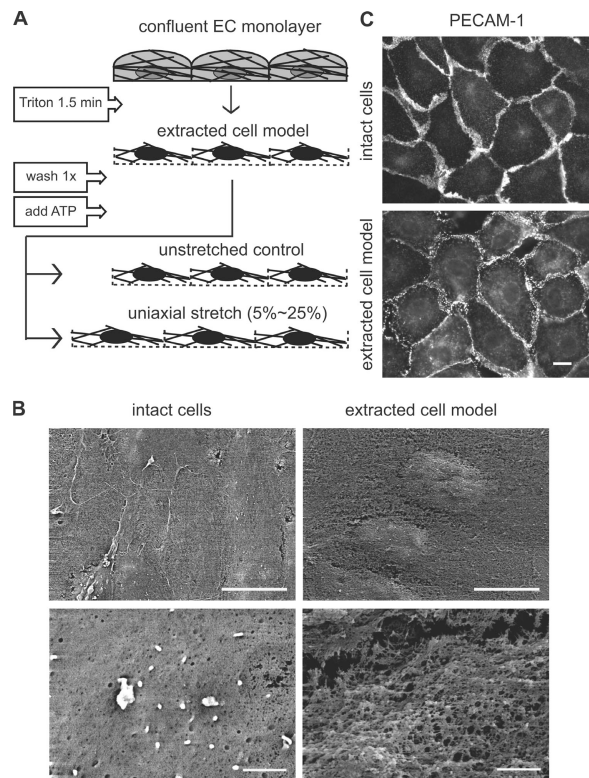 A
confluent EC monolayer
Triton 1.5 min
extracted cell model
wash 1x
add ATP
unstretched control
uniaxial stretch (5%~25%)
C
PECAM-1
intact cells
extracted cell model
B
intact cells
extracted cell model